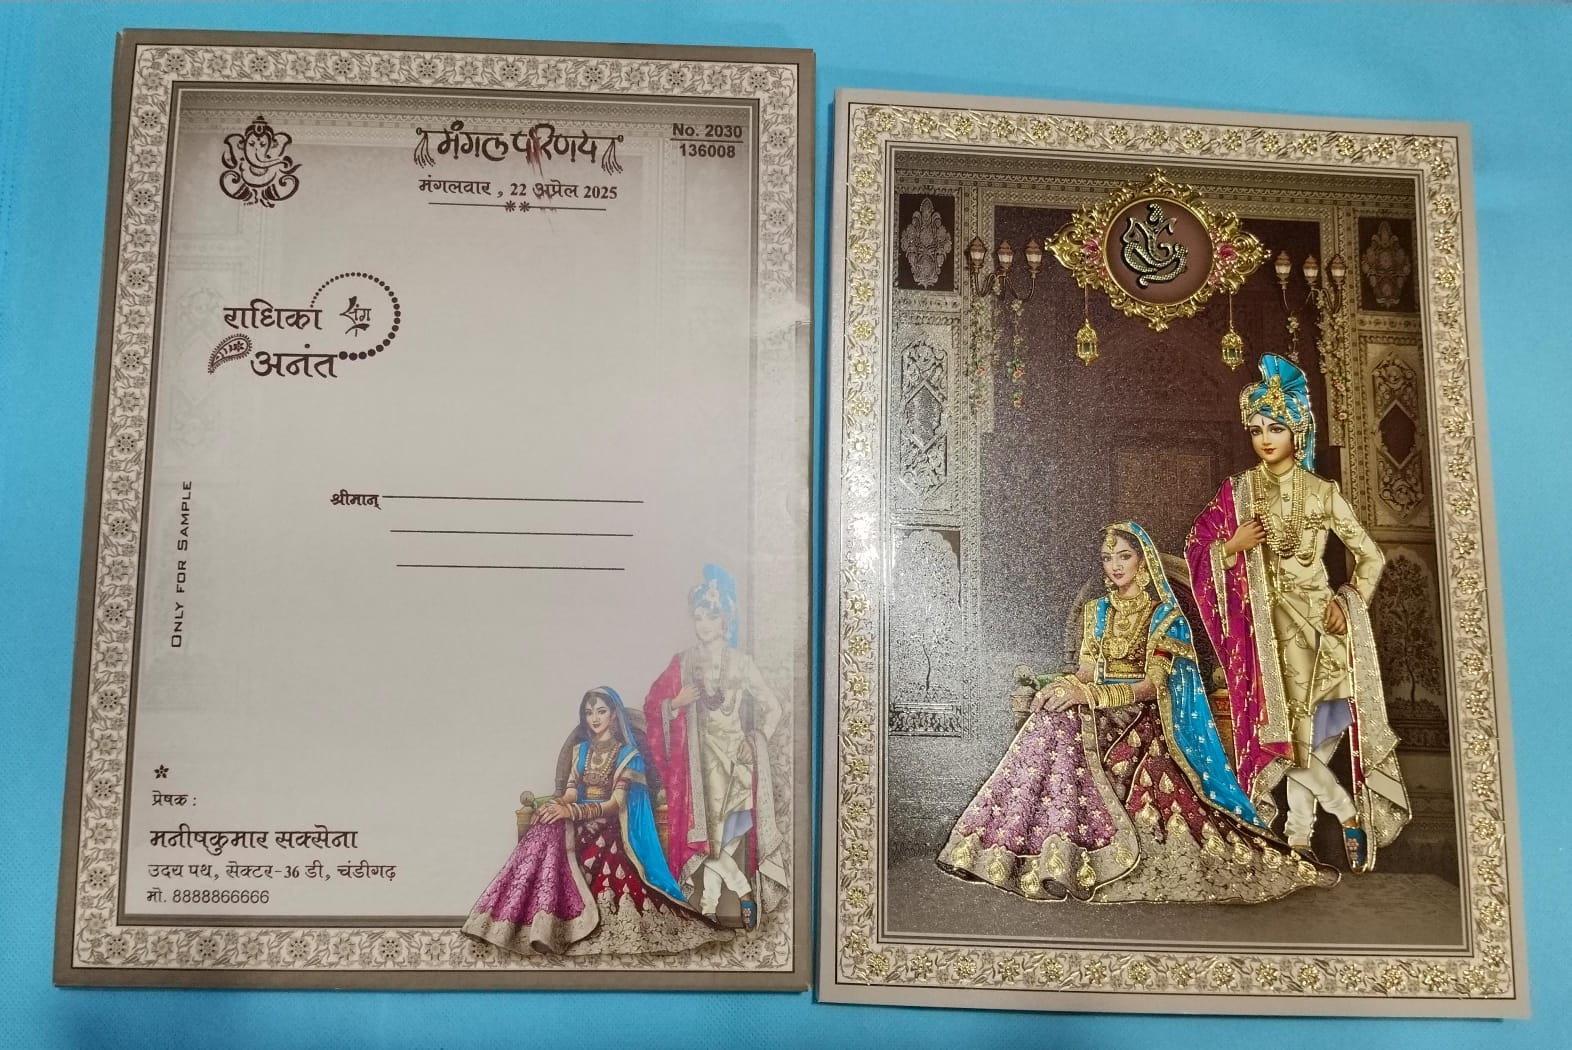 मंगल परिणय
No. 2030
136008
मंगलवार , 22 अप्रेल 2025
राधिका संग
अनंत
श्रीमान्
ONLY FOR SAMPLE
प्रेषक :
मनीषकुमार सक्सेना
उदय पथ, सेक्टर-36 डी, चंडीगढ़
मो. 8888866666